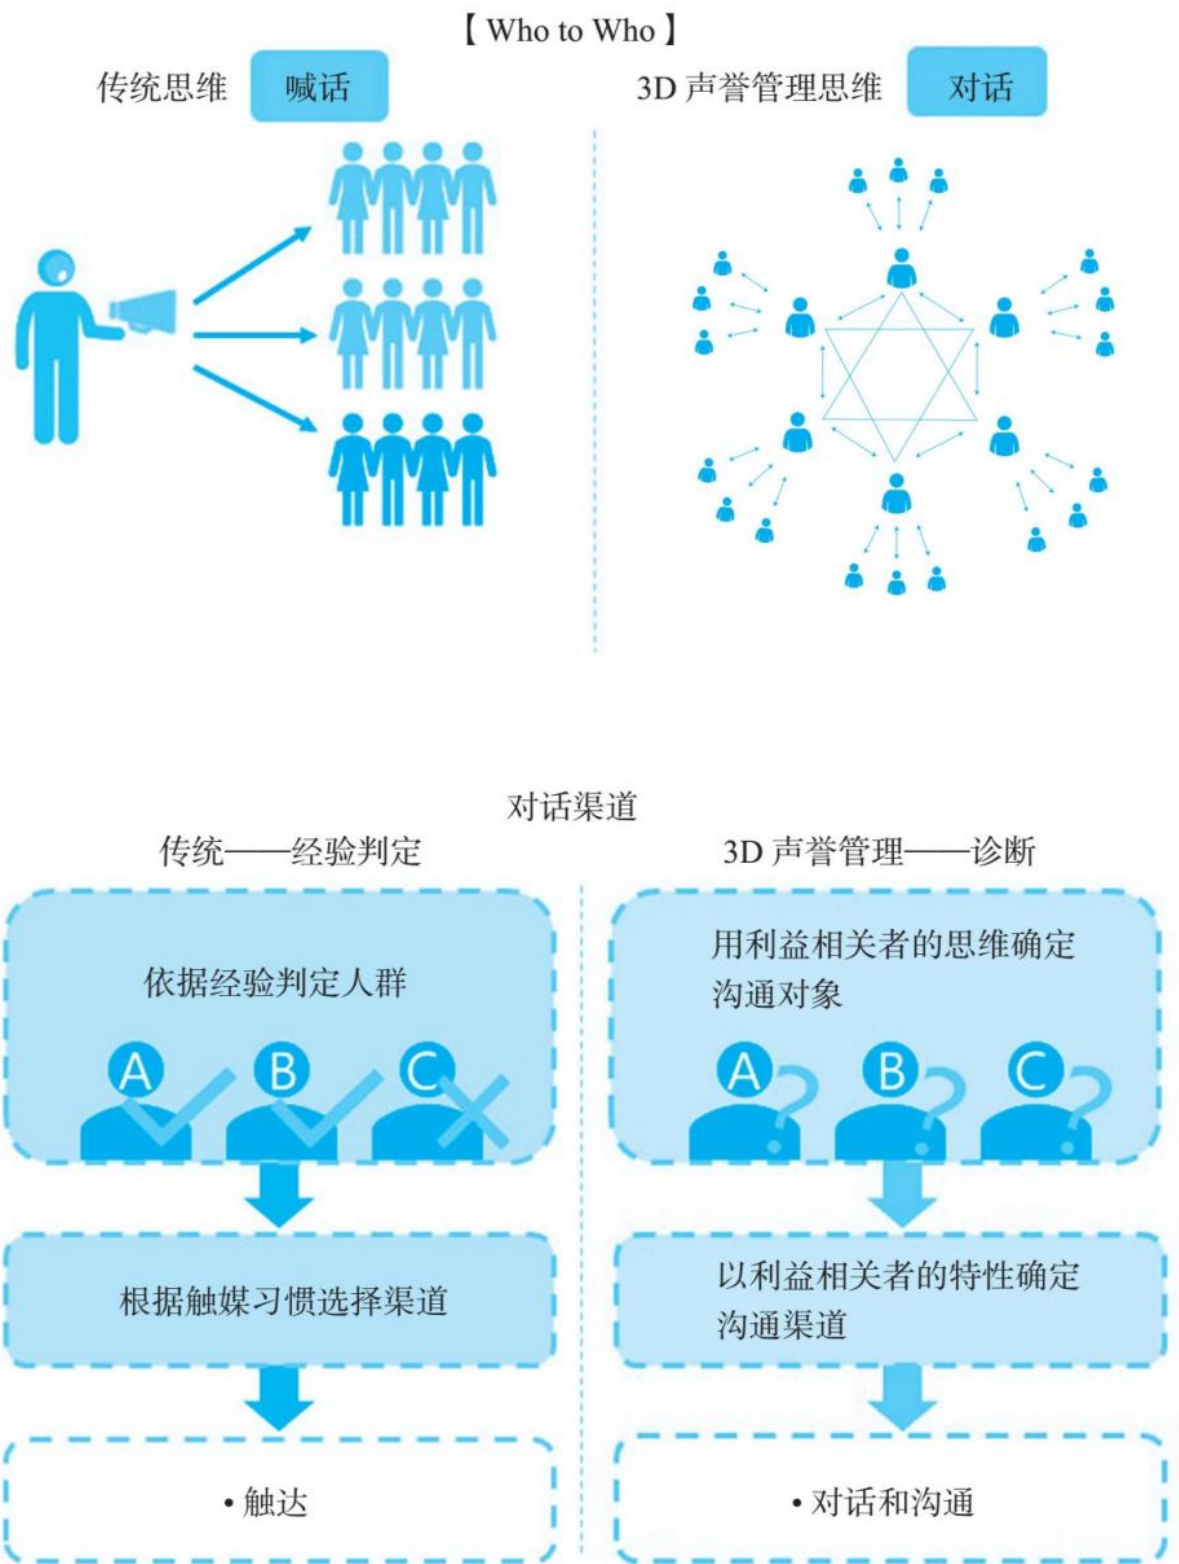 【 Who to Who 】
传统思维 喊话
3D 声誉管理思维 对话
对话渠道
传统——经验判定
依据经验判定人群
A B C
根据触媒习惯选择渠道
• 触达
3D 声誉管理——诊断
用利益相关者的思维确定
沟通对象
A ? B ? C ?
以利益相关者的特性确定
沟通渠道
• 对话和沟通